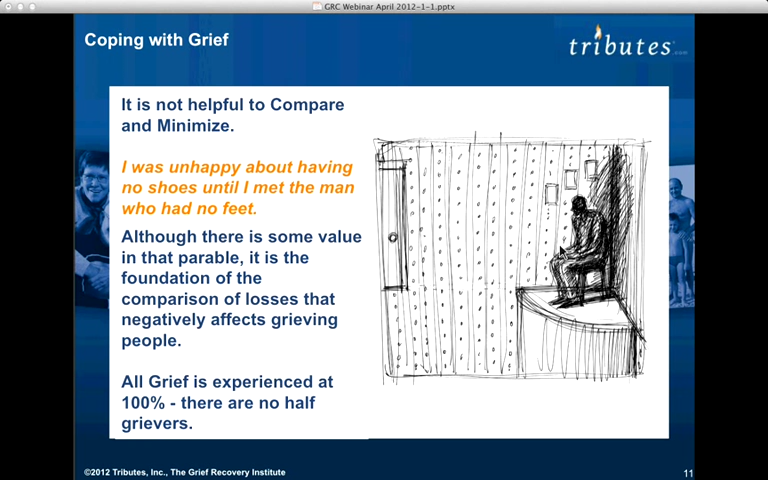 GRC Webinar April 2012-1-1.pptx
Coping with Grief
tributes.com
It is not helpful to Compare
and Minimize.
I was unhappy about having
no shoes until I met the man
who had no feet.
Although there is some value
in that parable, it is the
foundation of the
comparison of losses that
negatively affects grieving
people.
All Grief is experienced at
100% - there are no half
grievers.
©2012 Tributes, Inc., The Grief Recovery Institute
11